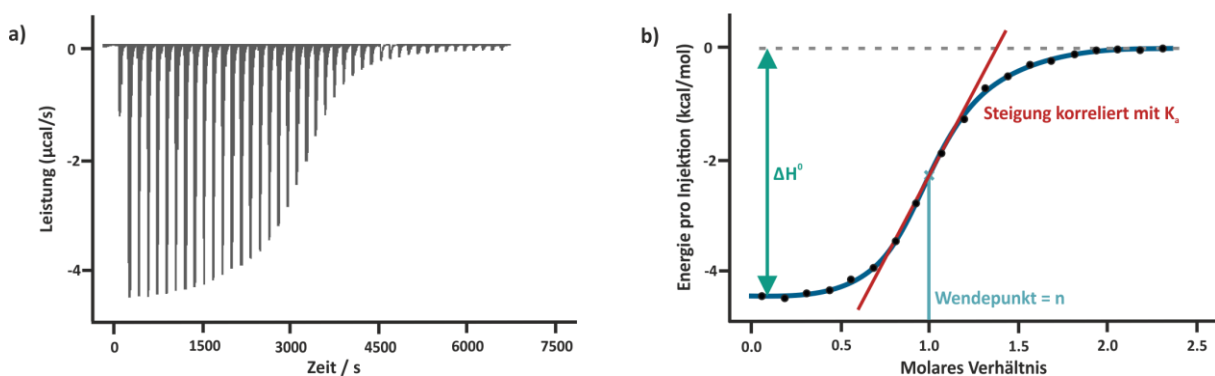 a)
Leistung (µcal/s)
0
-2
-4
0 1500 3000 4500 6000 7500
Zeit / s
b)
Energie pro Injektion (kcal/mol)
0
-2
-4
ΔH⁰
Steigung korreliert mit Kₐ
Wendepunkt = n
0.0 0.5 1.0 1.5 2.0 2.5
Molares Verhältnis